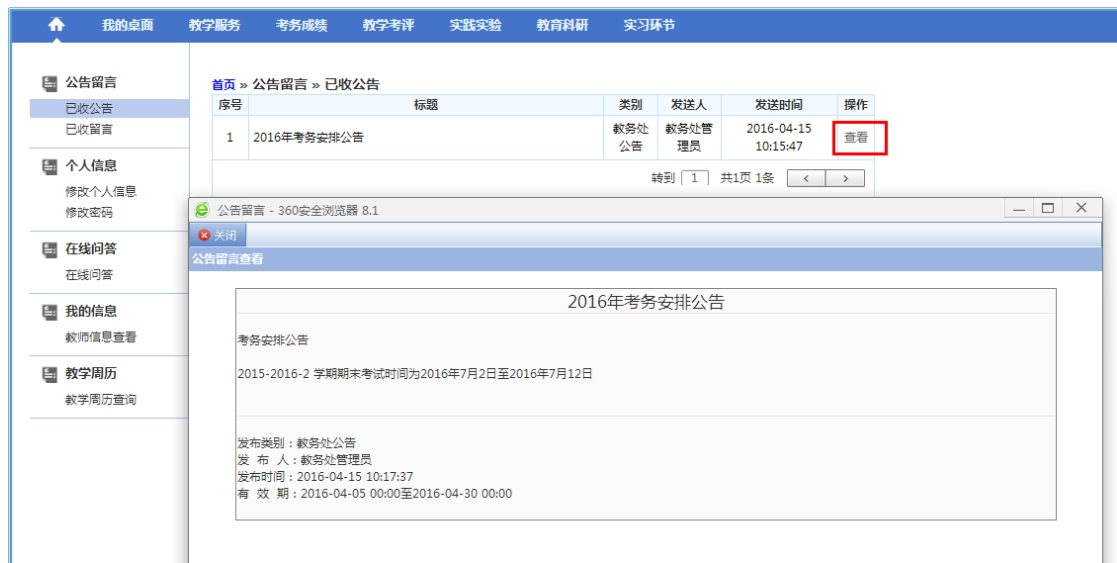 我的桌面 教学服务 考务成绩 教学考评 实践实验 教育科研 实习环节
公告留言
已收公告
已收留言
个人信息
修改个人信息
修改密码
在线问答
在线问答
我的信息
教师信息查看
教学周历
教学周历查询
首页 » 公告留言 » 已收公告
序号 标题 类别 发送人 发送时间 操作
1 2016年考务安排公告 教务处公告 教务处管理员 2016-04-15 10:15:47 查看
转到 1 共1页 1条 < >
公告留言 - 360安全浏览器 8.1
关闭
公告留言查看
2016年考务安排公告
考务安排公告
2015-2016-2 学期期末考试时间为2016年7月2日至2016年7月12日
发布类别：教务处公告
发 布 人：教务处管理员
发布时间：2016-04-15 10:17:37
有 效 期：2016-04-05 00:00至2016-04-30 00:00